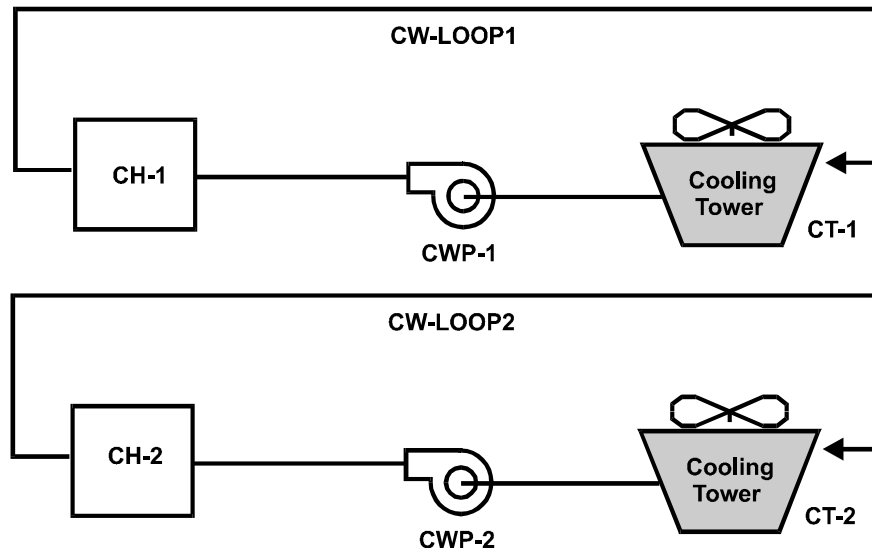 CW-LOOP1
CH-1
Cooling
Tower
CT-1
CWP-1
CW-LOOP2
CH-2
Cooling
Tower
CT-2
CWP-2